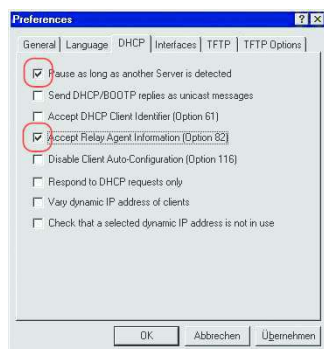 Preferences
General Language DHCP Interfaces TFTP TFTP Options
Pause as long as another Server is detected
Send DHCP/BOOTP replies as unicast messages
Accept DHCP Client Identifier (Option 61)
Accept Relay Agent Information (Option 82)
Disable Client Auto-Configuration (Option 116)
Respond to DHCP requests only
Vary dynamic IP address of clients
Check that a selected dynamic IP address is not in use
OK Abbrechen Übernehmen